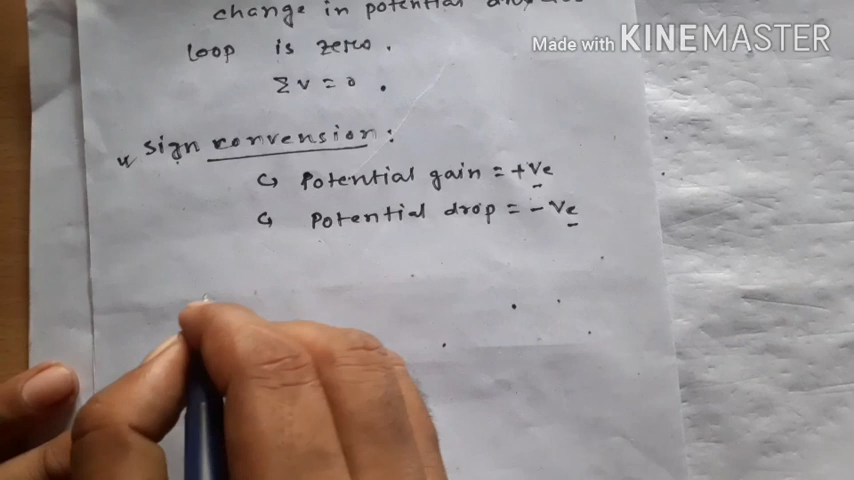 change in potential
loop is zero.
Σv = 0.
Sign convension:
↪ Potential gain = +ve
↪ Potential drop = -ve
Made with KINEMASTER